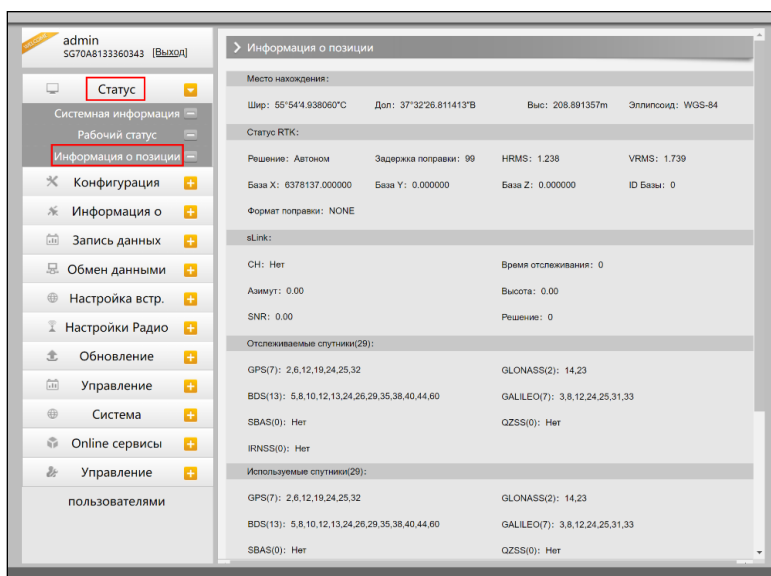 WELCOME
admin
SG70A8133360343 [Выход]
Статус
Системная информация
Рабочий статус
Информация о позиции
Конфигурация
Информация о
Запись данных
Обмен данными
Настройка встр.
Настройки Радио
Обновление
Управление
Система
Online сервисы
Управление
пользователями
Информация о позиции
Место нахождения:
Шир: 55°54'4.938060"С Дол: 37°32'26.811413"В Выс: 208.891357m Эллипсоид: WGS-84
Статус RTK:
Решение: Автоном Задержка поправки: 99 HRMS: 1.238 VRMS: 1.739
База X: 6378137.000000 База Y: 0.000000 База Z: 0.000000 ID Базы: 0
Формат поправки: NONE
sLink:
CH: Нет Время отслеживания: 0
Азимут: 0.00 Высота: 0.00
SNR: 0.00 Решение: 0
Отслеживаемые спутники(29):
GPS(7): 2,6,12,19,24,25,32 GLONASS(2): 14,23
BDS(13): 5,8,10,12,13,24,26,29,35,38,40,44,60 GALILEO(7): 3,8,12,24,25,31,33
SBAS(0): Нет QZSS(0): Нет
IRNSS(0): Нет
Используемые спутники(29):
GPS(7): 2,6,12,19,24,25,32 GLONASS(2): 14,23
BDS(13): 5,8,10,12,13,24,26,29,35,38,40,44,60 GALILEO(7): 3,8,12,24,25,31,33
SBAS(0): Нет QZSS(0): Нет